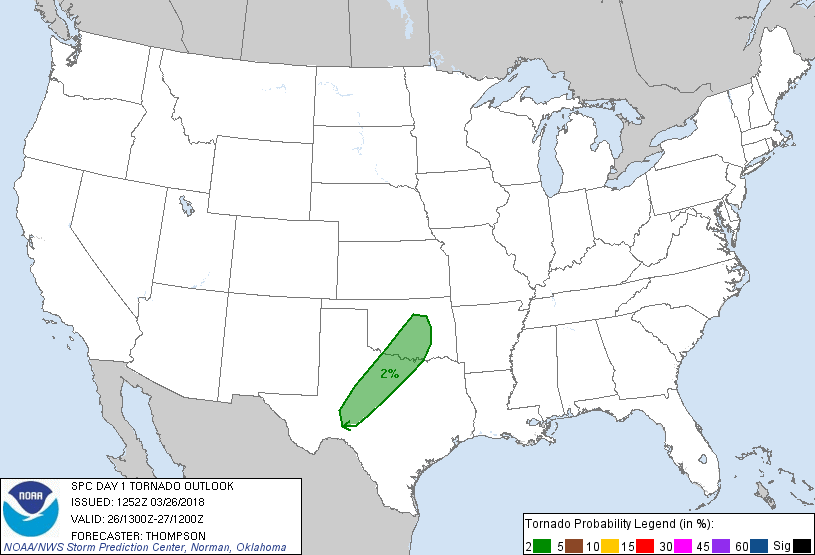 2%
SPC DAY 1 TORNADO OUTLOOK
ISSUED: 1252Z 03/26/2018
VALID: 26/1300Z-27/1200Z
FORECASTER: THOMPSON
NOAA
NOAA/NWS Storm Prediction Center, Norman, Oklahoma
Tornado Probability Legend (in %):
2 5 10 15 30 45 60 Sig